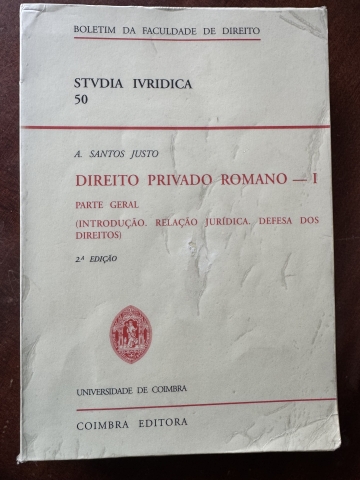 BOLETIM DA FACULDADE DE DIREITO
STVDIA IVRIDICA
50
A. SANTOS JUSTO
DIREITO PRIVADO ROMANO — I
PARTE GERAL
(INTRODUÇÃO. RELAÇÃO JURÍDICA. DEFESA DOS
DIREITOS)
2.ª EDIÇÃO
UNIVERSIDADE DE COIMBRA
COIMBRA EDITORA